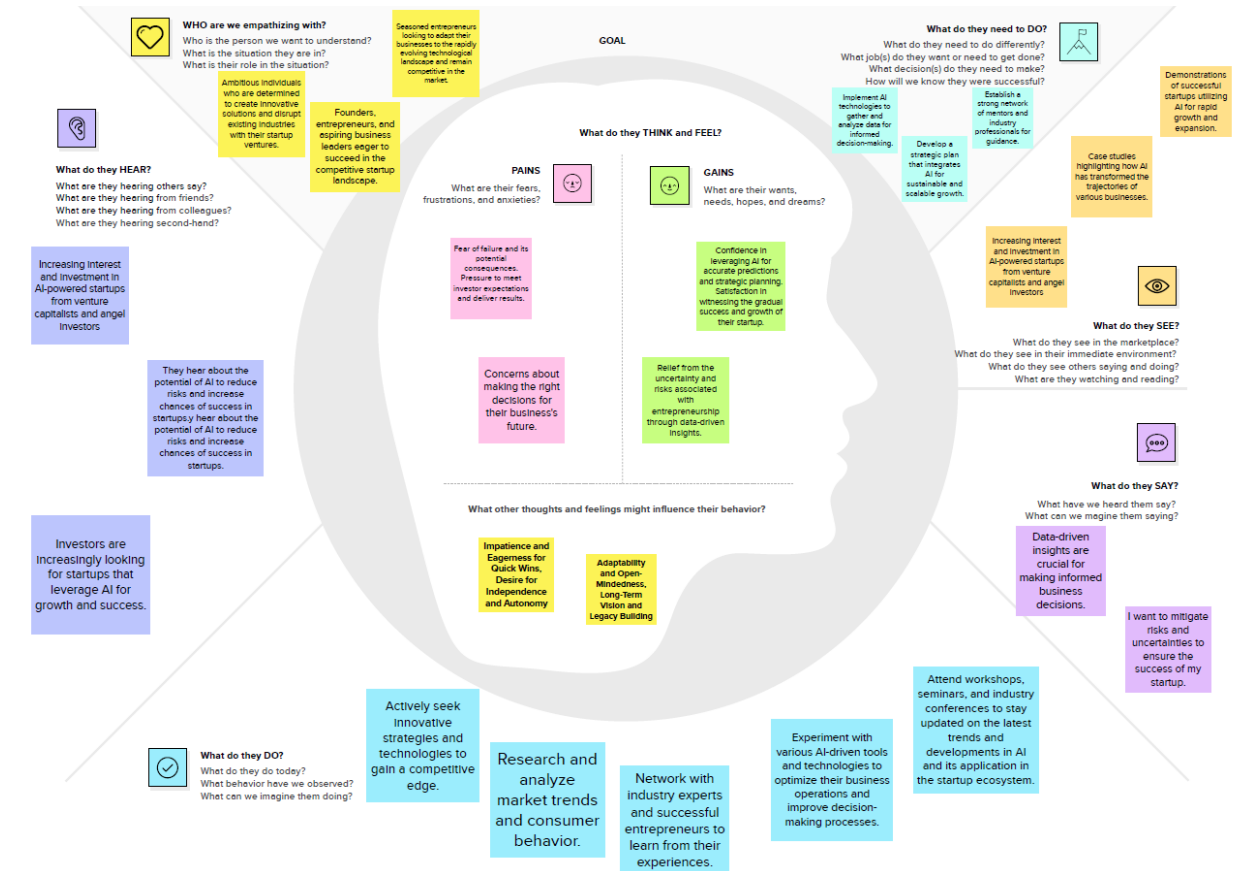 WHO are we empathizing with?
Who is the person we want to understand?
What is the situation they are in?
What is their role in the situation?
Seasoned entrepreneurs
looking to adapt their
businesses to the rapidly
evolving technological
landscape and remain
competitive in the
market.
Ambitious individuals
who are determined
to create innovative
solutions and disrupt
existing industries
with their startup
ventures.
Founders,
entrepreneurs, and
aspiring business
leaders eager to
succeed in the
competitive startup
landscape.
GOAL
What do they need to DO?
What do they need to do differently?
What job(s) do they want or need to get done?
What decision(s) do they need to make?
How will we know they were successful?
Implement AI
technologies to
gather and
analyze data for
informed
decision-making.
Develop a
strategic plan
that integrates
AI for
sustainable and
scalable growth.
Establish a
strong network
of mentors and
industry
professionals for
guidance.
Demonstrations
of successful
startups utilizing
AI for rapid
growth and
expansion.
Case studies
highlighting how AI
has transformed the
trajectories of
various businesses.
Increasing interest
and investment in
AI-powered startups
from venture
capitalists and angel
investors
What do they SEE?
What do they see in the marketplace?
What do they see in their immediate environment?
What do they see others saying and doing?
What are they watching and reading?
What do they HEAR?
What are they hearing others say?
What are they hearing from friends?
What are they hearing from colleagues?
What are they hearing second-hand?
Increasing interest
and investment in
AI-powered startups
from venture
capitalists and angel
investors
They hear about the
potential of AI to reduce
risks and increase
chances of success in
startups.y hear about the
potential of AI to reduce
risks and increase
chances of success in
startups.
Investors are
increasingly looking
for startups that
leverage AI for
growth and success.
What do they THINK and FEEL?
PAINS
What are their fears,
frustrations, and anxieties?
Fear of failure and its
potential
consequences.
Pressure to meet
investor expectations
and deliver results.
Concerns about
making the right
decisions for
their business's
future.
GAINS
What are their wants,
needs, hopes, and dreams?
Confidence in
leveraging AI for
accurate predictions
and strategic planning.
Satisfaction in
witnessing the gradual
success and growth of
their startup.
Relief from the
uncertainty and
risks associated
with
entrepreneurship
through data-driven
insights.
What other thoughts and feelings might influence their behavior?
Impatience and
Eagerness for
Quick Wins,
Desire for
Independence
and Autonomy
Adaptability
and Open-
Mindedness,
Long-Term
Vision and
Legacy Building
What do they SAY?
What have we heard them say?
What can we magine them saying?
Data-driven
insights are
crucial for
making informed
business
decisions.
I want to mitigate
risks and
uncertainties to
ensure the
success of my
startup.
What do they DO?
What do they do today?
What behavior have we observed?
What can we imagine them doing?
Actively seek
innovative
strategies and
technologies to
gain a competitive
edge.
Research and
analyze
market trends
and consumer
behavior.
Network with
industry experts
and successful
entrepreneurs to
learn from their
experiences.
Experiment with
various AI-driven tools
and technologies to
optimize their business
operations and
improve decision-
making processes.
Attend workshops,
seminars, and industry
conferences to stay
updated on the latest
trends and
developments in AI
and its application in
the startup ecosystem.